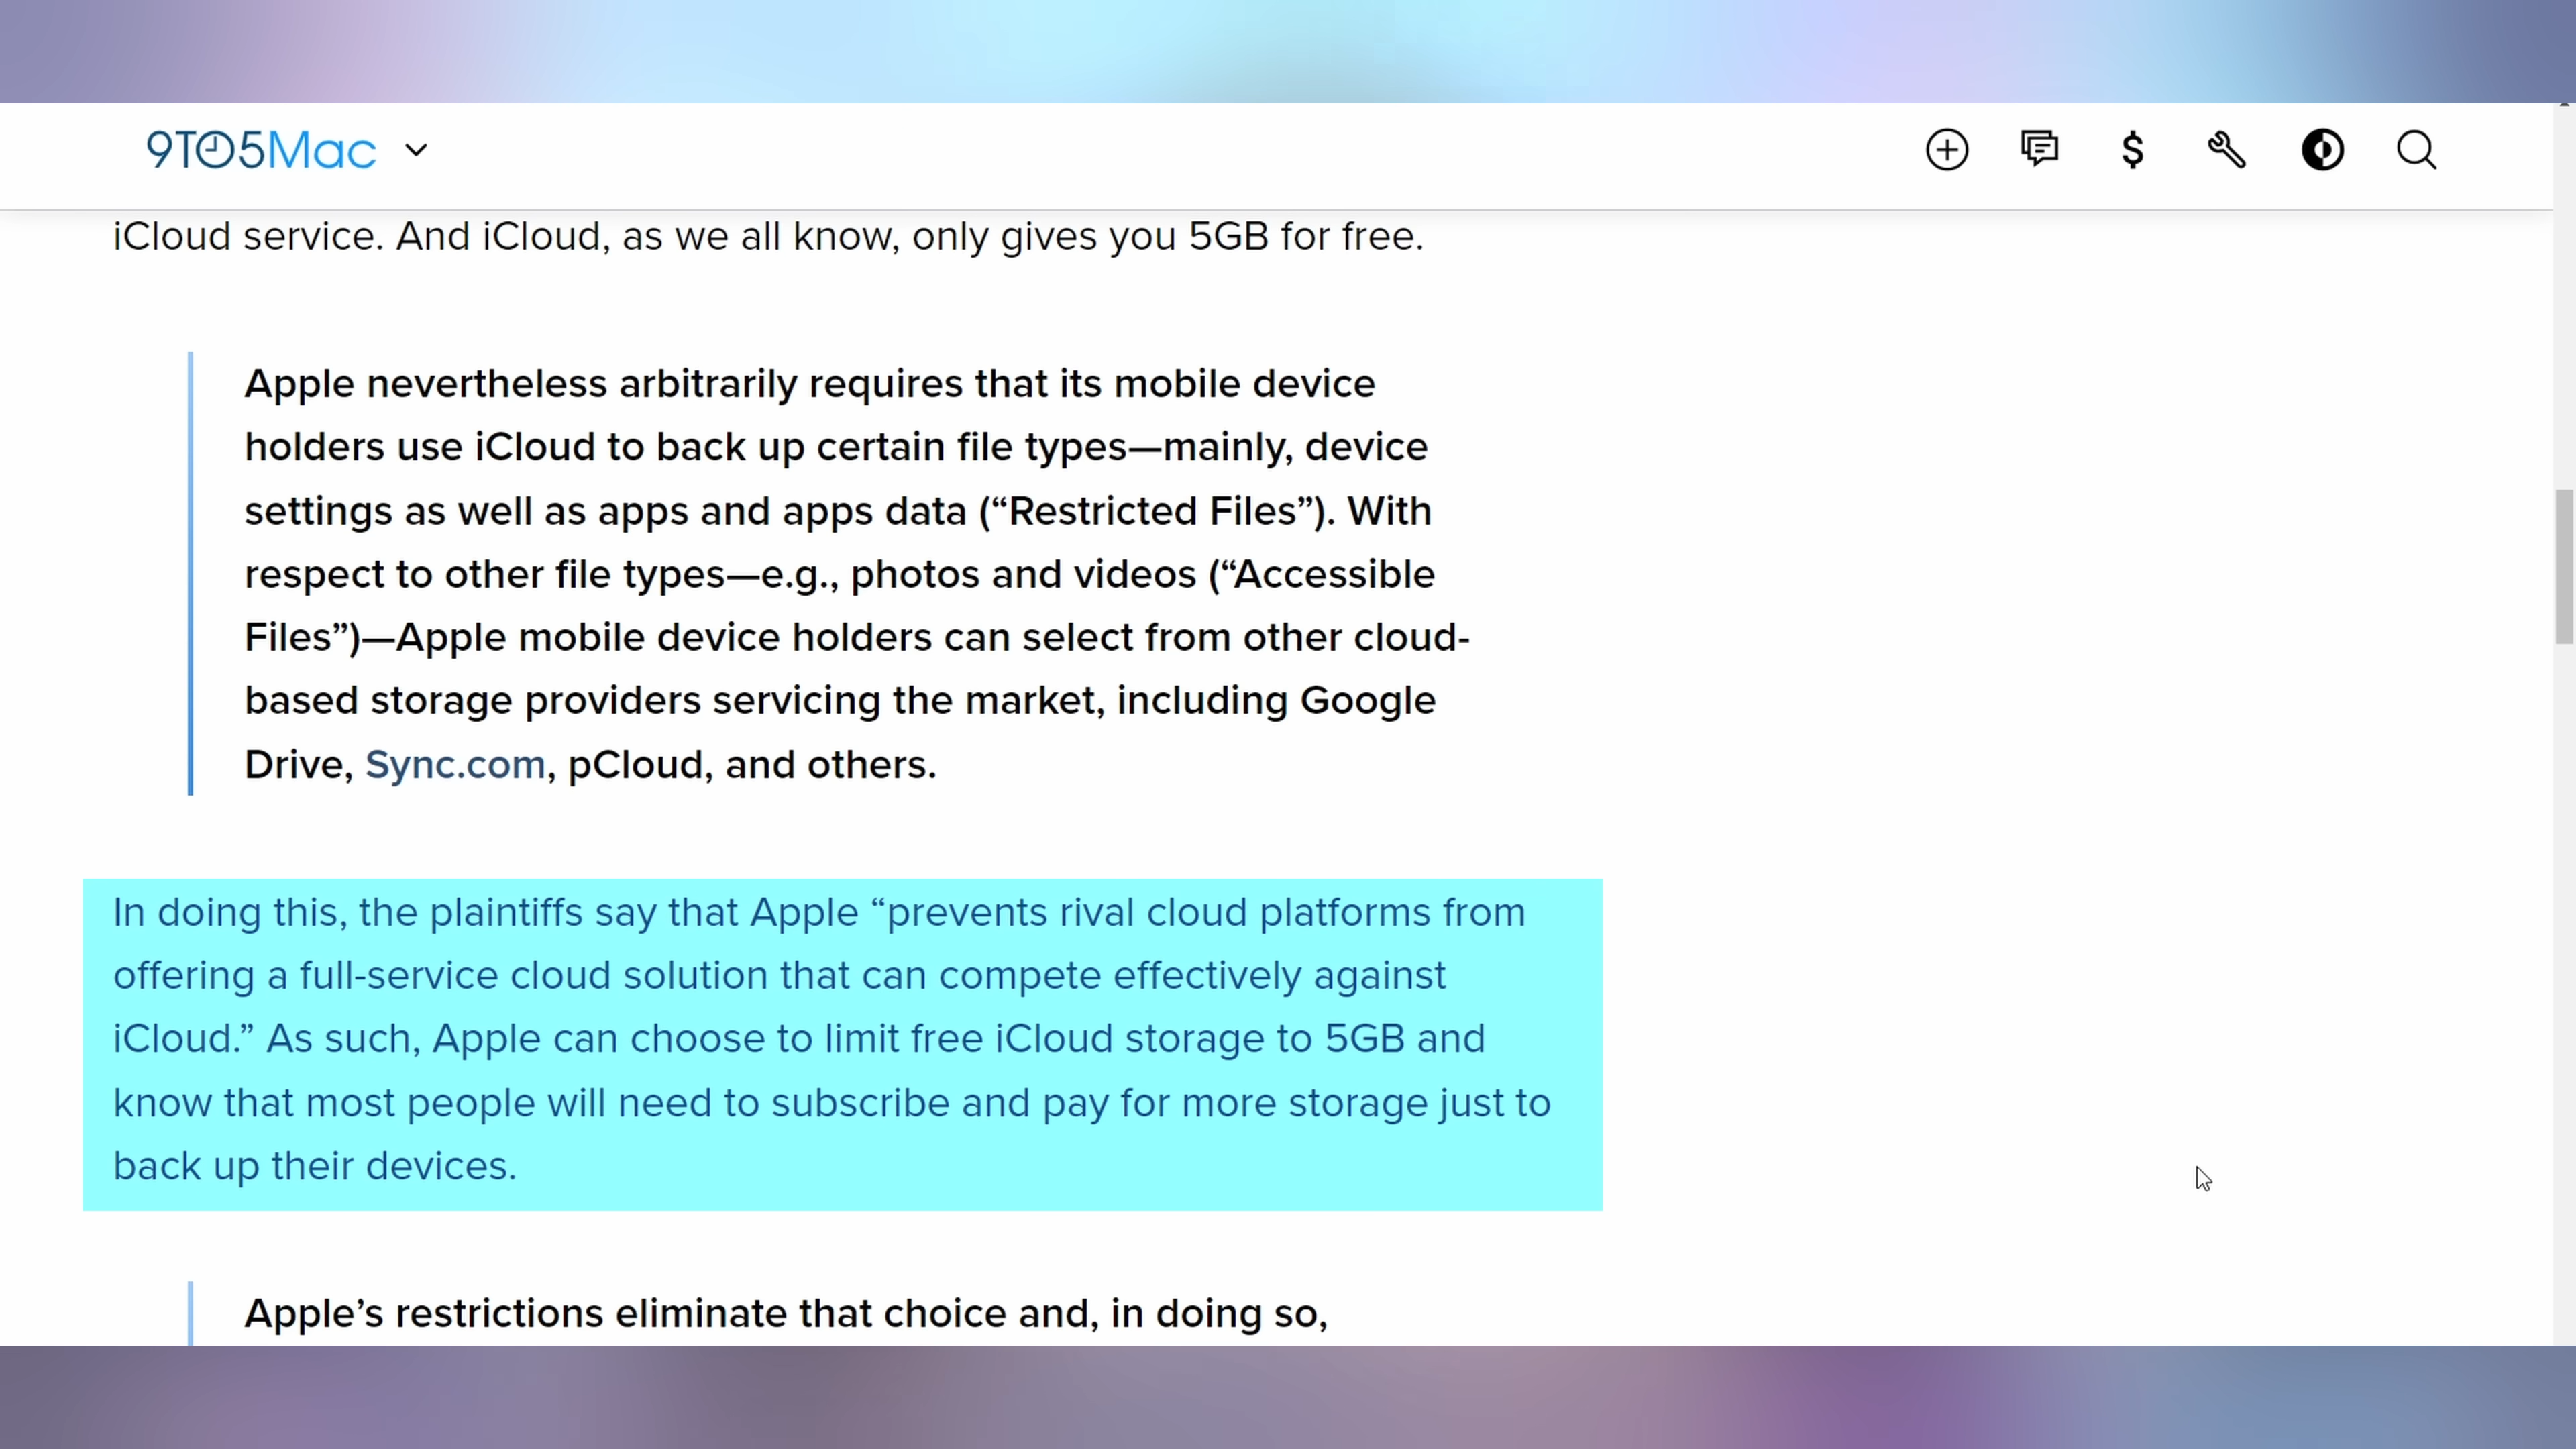 9TO5Mac
iCloud service. And iCloud, as we all know, only gives you 5GB for free.
Apple nevertheless arbitrarily requires that its mobile device
holders use iCloud to back up certain file types—mainly, device
settings as well as apps and apps data (“Restricted Files”). With
respect to other file types—e.g., photos and videos (“Accessible
Files”)—Apple mobile device holders can select from other cloud-
based storage providers servicing the market, including Google
Drive, Sync.com, pCloud, and others.
In doing this, the plaintiffs say that Apple “prevents rival cloud platforms from
offering a full-service cloud solution that can compete effectively against
iCloud.” As such, Apple can choose to limit free iCloud storage to 5GB and
know that most people will need to subscribe and pay for more storage just to
back up their devices.
Apple’s restrictions eliminate that choice and, in doing so,